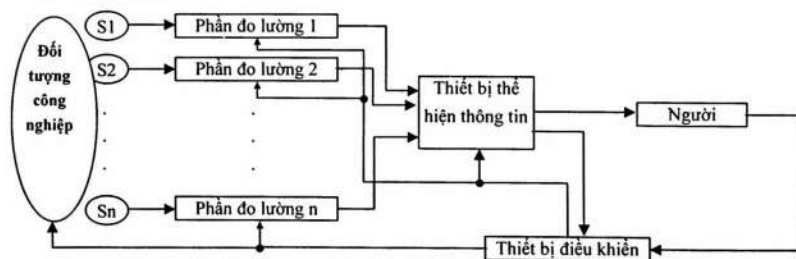 Đối
tượng
công
nghiệp
S1
S2
Sn
Phần đo lường 1
Phần đo lường 2
Phần đo lường n
Thiết bị thể
hiện thông tin
Người
Thiết bị điều khiển